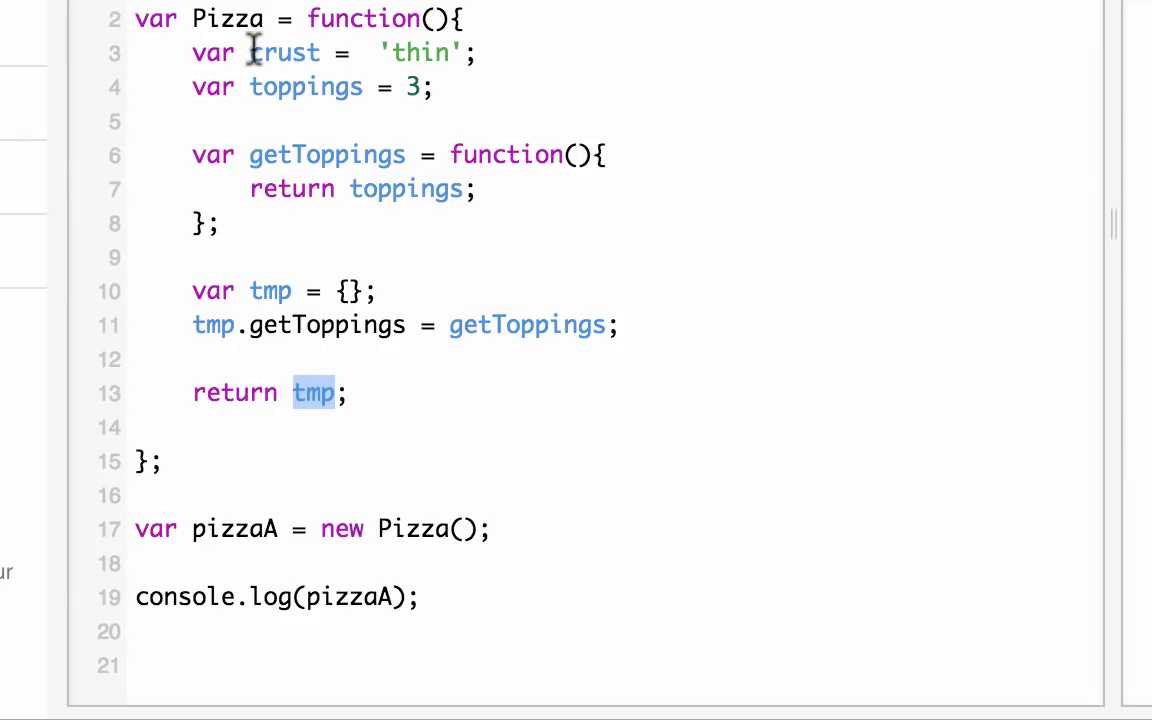 2 var Pizza = function(){
3 var crust = 'thin';
4 var toppings = 3;
5
6 var getToppings = function(){
7 return toppings;
8 };
9
10 var tmp = {};
11 tmp.getToppings = getToppings;
12
13 return tmp;
14
15 };
16
17 var pizzaA = new Pizza();
18
ur
19 console.log(pizzaA);
20
21